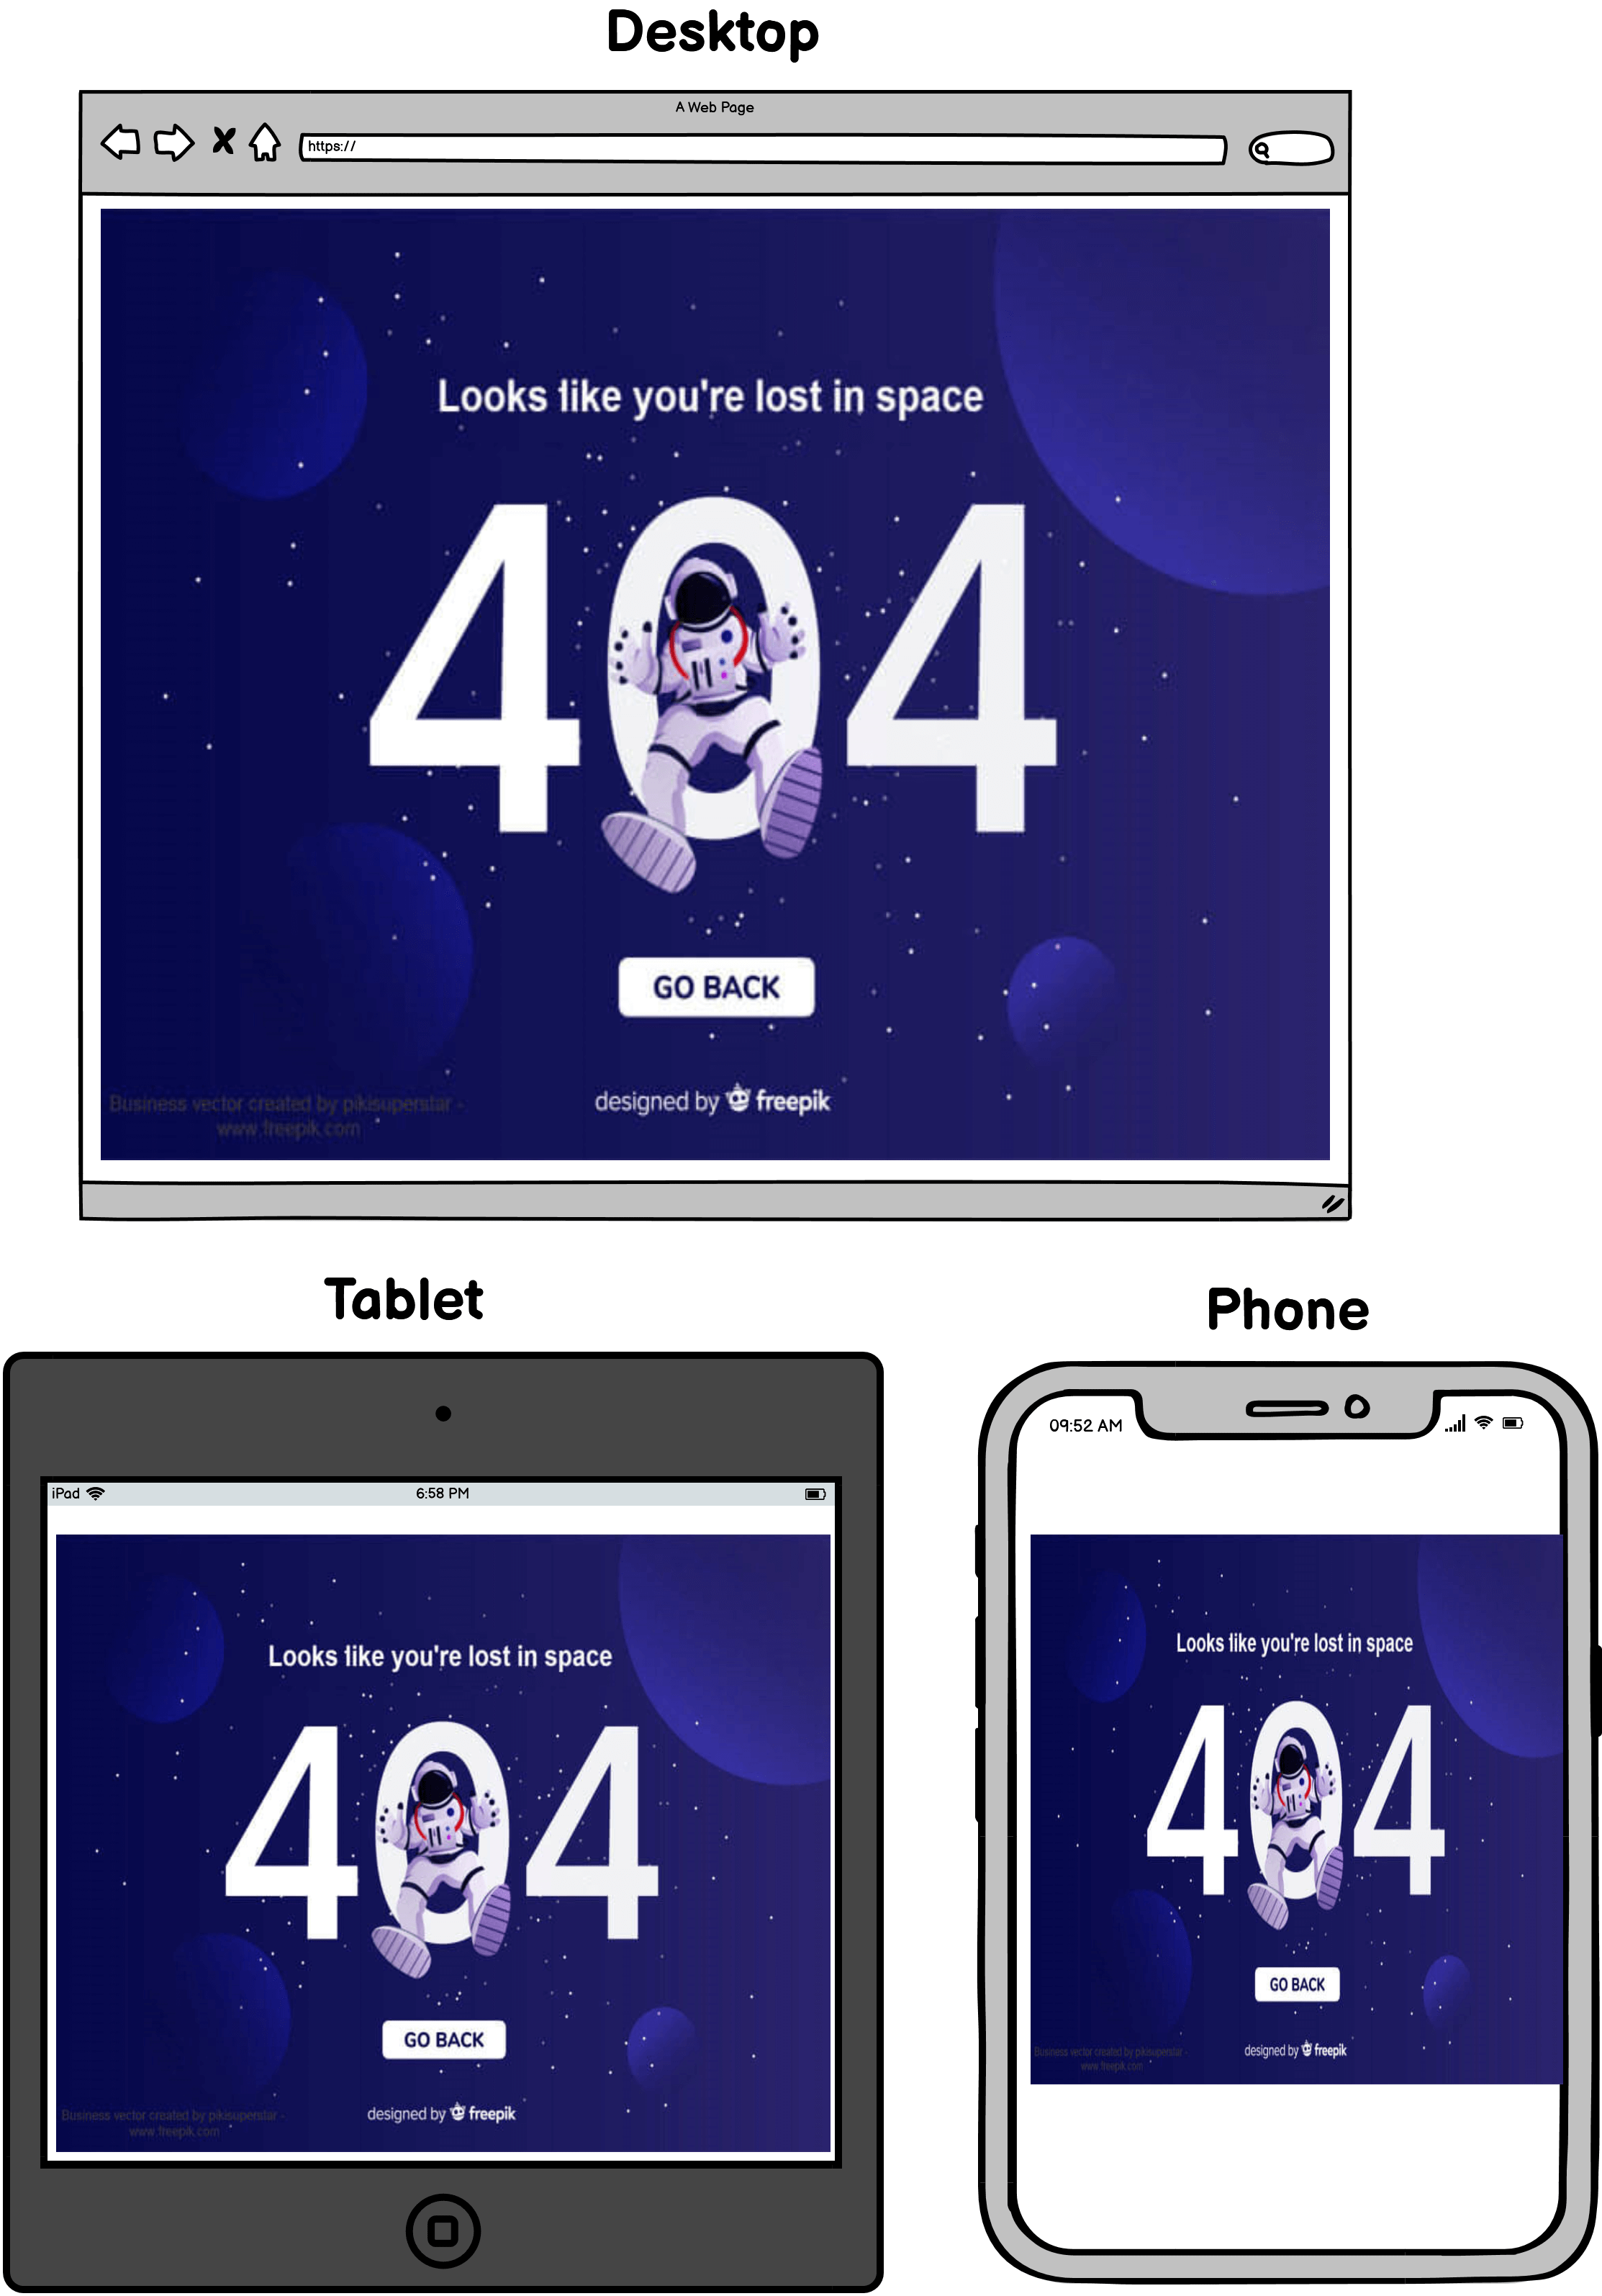 Desktop
A Web Page
https://
Looks like you're lost in space
404
GO BACK
designed by freepik
Business vector created by pikisuperstar -
www.freepik.com
Tablet
iPad 6:58 PM
Looks like you're lost in space
404
GO BACK
designed by freepik
Business vector created by pikisuperstar -
www.freepik.com
Phone
09:52 AM
Looks like you're lost in space
404
GO BACK
designed by freepik
Business vector created by pikisuperstar -
www.freepik.com